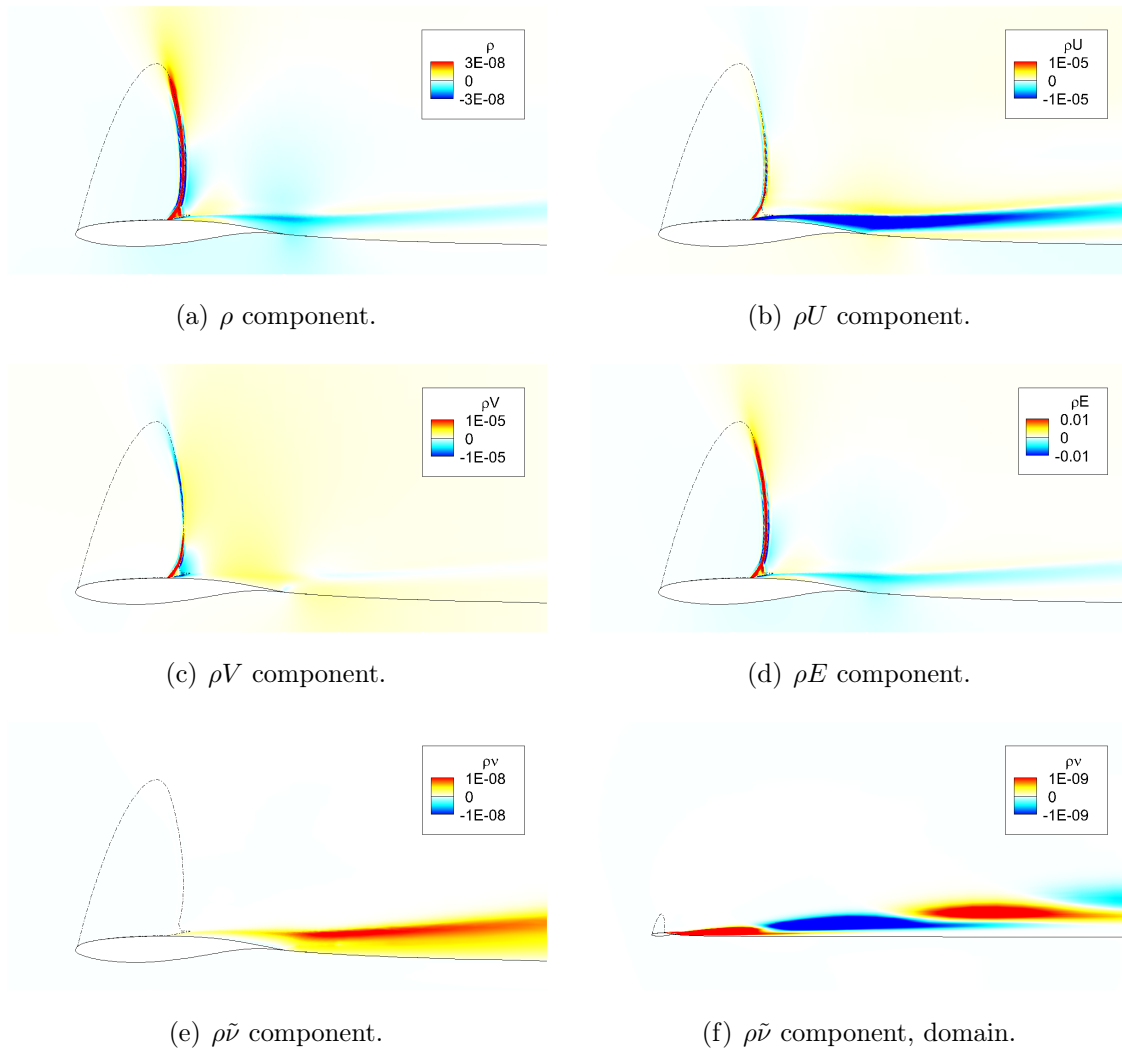 ρ
3E-08
0
-3E-08
ρU
1E-05
0
-1E-05
(a) ρ component.
(b) ρU component.
ρV
1E-05
0
-1E-05
ρE
0.01
0
-0.01
(c) ρV component.
(d) ρE component.
ρν
1E-08
0
-1E-08
ρν
1E-09
0
-1E-09
(e) ρν̃ component.
(f) ρν̃ component, domain.